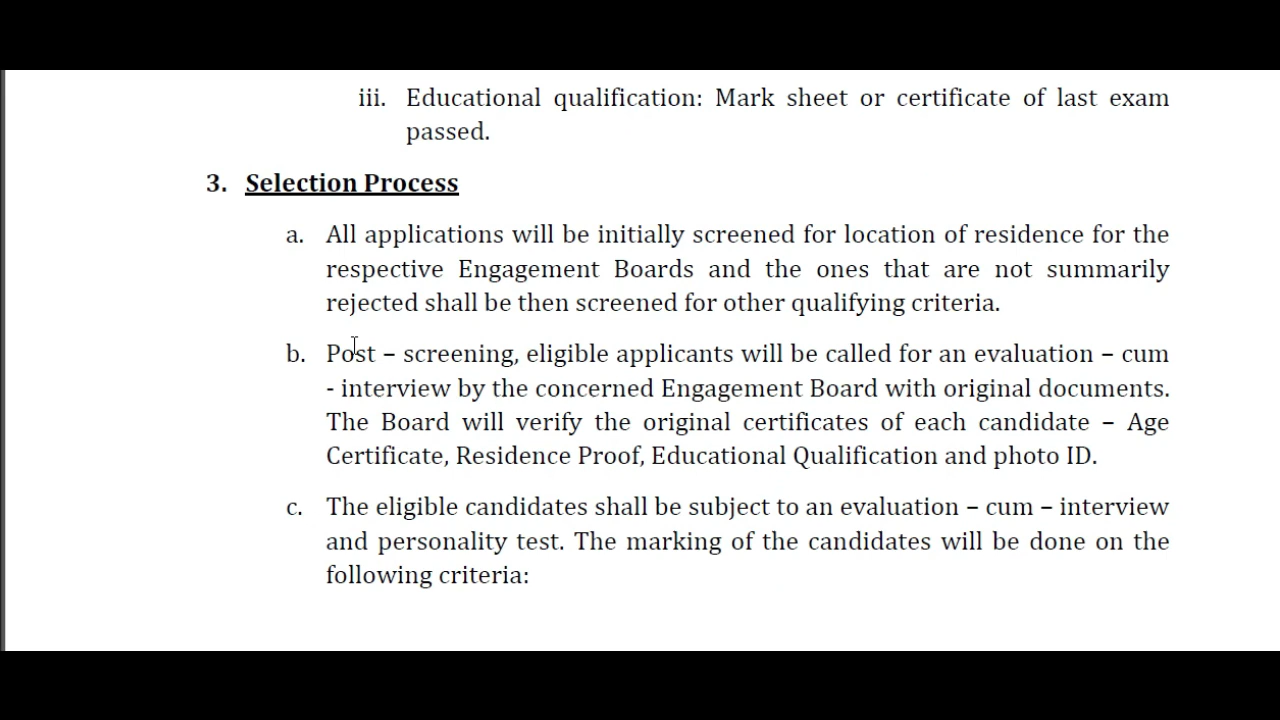 iii. Educational qualification: Mark sheet or certificate of last exam
passed.
3. Selection Process
a. All applications will be initially screened for location of residence for the
respective Engagement Boards and the ones that are not summarily
rejected shall be then screened for other qualifying criteria.
b. Post – screening, eligible applicants will be called for an evaluation – cum
- interview by the concerned Engagement Board with original documents.
The Board will verify the original certificates of each candidate – Age
Certificate, Residence Proof, Educational Qualification and photo ID.
c. The eligible candidates shall be subject to an evaluation – cum – interview
and personality test. The marking of the candidates will be done on the
following criteria: